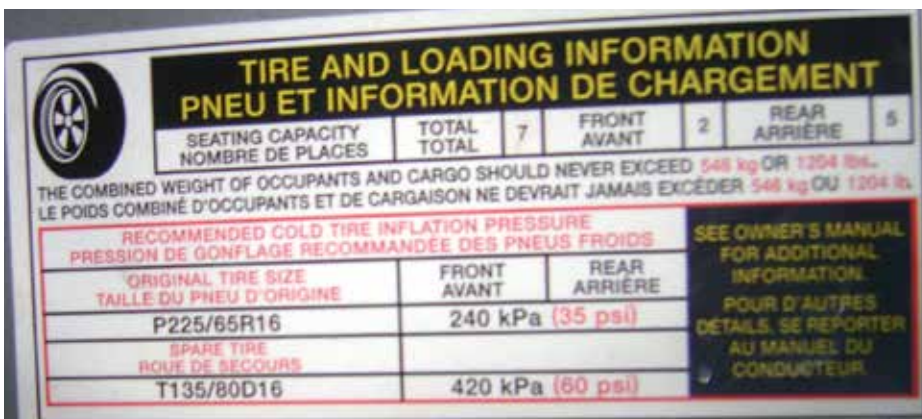 TIRE AND LOADING INFORMATION
PNEU ET INFORMATION DE CHARGEMENT
SEATING CAPACITY TOTAL 7 FRONT 2 REAR 5
NOMBRE DE PLACES TOTAL AVANT ARRIÈRE
THE COMBINED WEIGHT OF OCCUPANTS AND CARGO SHOULD NEVER EXCEED 546 kg OR 1204 lbs.
LE POIDS COMBINÉ D'OCCUPANTS ET DE CARGAISON NE DEVRAIT JAMAIS EXCÉDER 546 kg OU 1204 lb.
RECOMMENDED COLD TIRE INFLATION PRESSURE
PRESSION DE GONFLAGE RECOMMANDÉE DES PNEUS FROIDS
ORIGINAL TIRE SIZE FRONT REAR
TAILLE DU PNEU D'ORIGINE AVANT ARRIÈRE
P225/65R16 240 kPa (35 psi)
SPARE TIRE
ROUE DE SECOURS
T135/80D16 420 kPa (60 psi)
SEE OWNER'S MANUAL
FOR ADDITIONAL
INFORMATION.
POUR D'AUTRES
DETAILS, SE REPORTER
AU MANUEL DU
CONDUCTEUR.